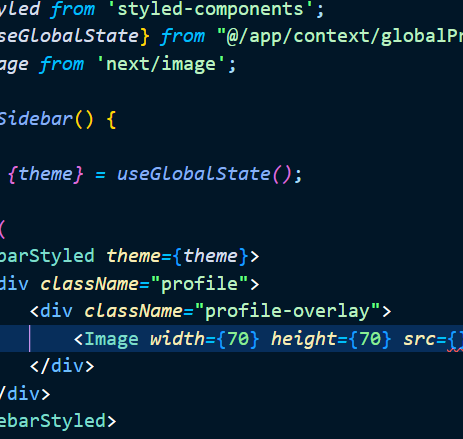 yled from 'styled-components';
seGlobalState} from "@/app/context/globalPr
age from 'next/image';
Sidebar() {
{theme} = useGlobalState();
(
barStyled theme={theme}>
div className="profile">
<div className="profile-overlay">
<Image width={70} height={70} src={}
</div>
/div>
ebarStyled>